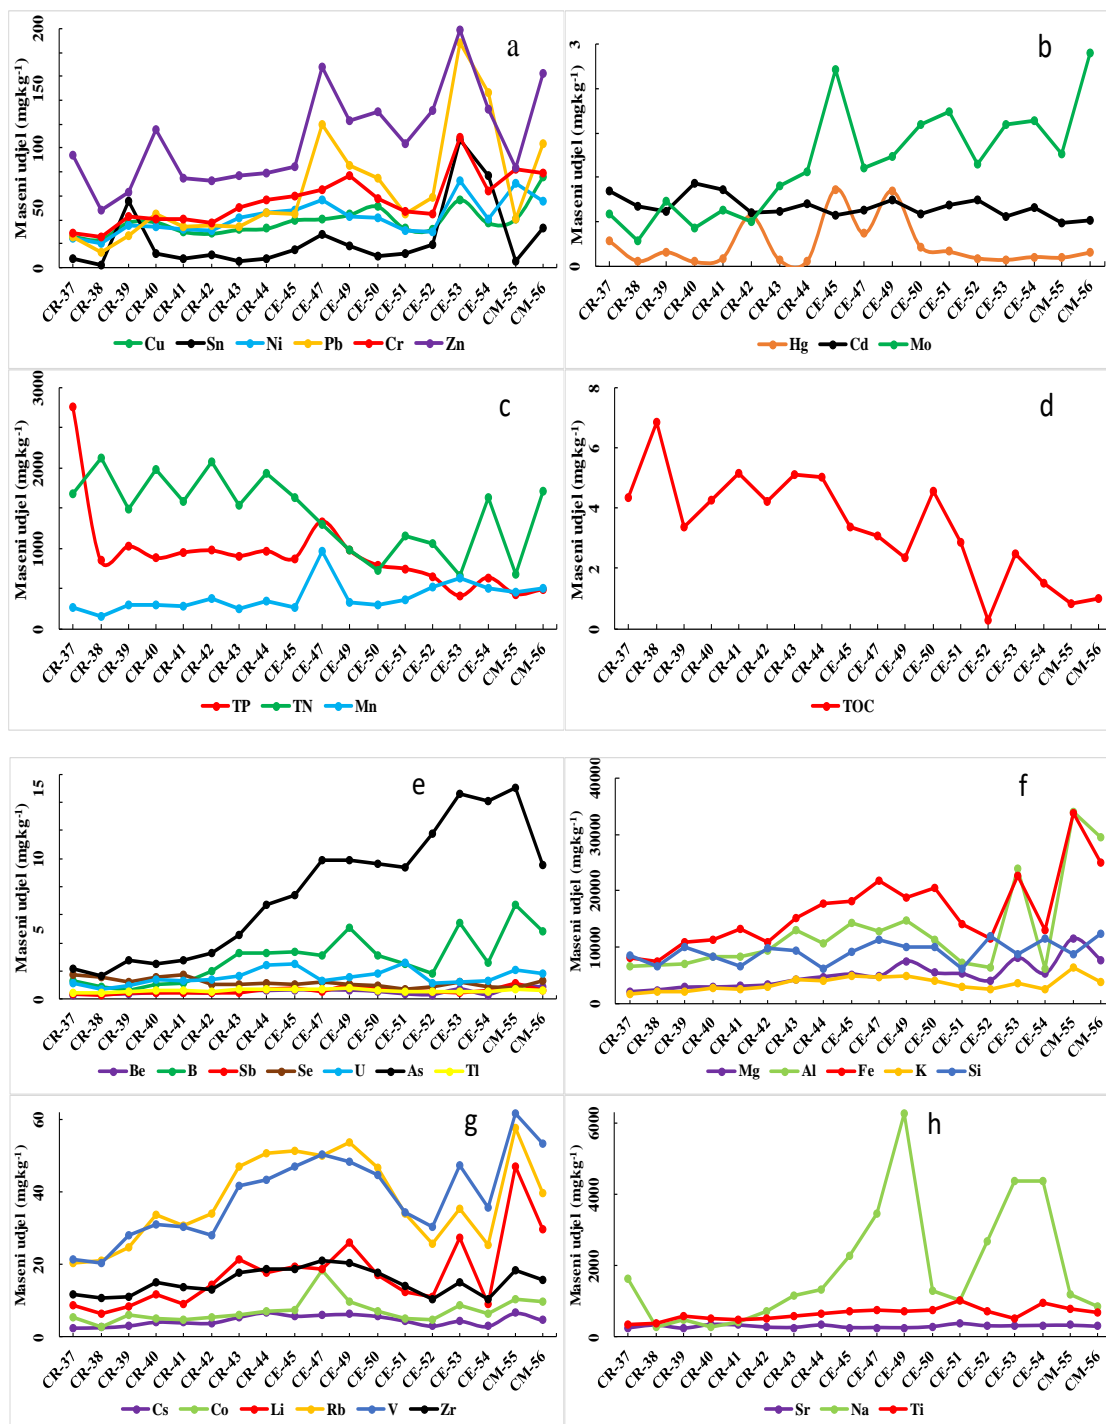 a
Maseni udjel (mgkg-1)
200
150
100
50
0
CR-37 CR-38 CR-39 CR-40 CR-41 CR-42 CR-43 CR-44 CE-45 CE-47 CE-49 CE-50 CE-51 CE-52 CE-53 CE-54 CM-55 CM-56
Cu Sn Ni Pb Cr Zn
b
Maseni udjel (mgkg-1)
3
0
CR-37 CR-38 CR-39 CR-40 CR-41 CR-42 CR-43 CR-44 CE-45 CE-47 CE-49 CE-50 CE-51 CE-52 CE-53 CE-54 CM-55 CM-56
Hg Cd Mo
c
Maseni udjel (mgkg-1)
3000
2000
1000
0
CR-37 CR-38 CR-39 CR-40 CR-41 CR-42 CR-43 CR-44 CE-45 CE-47 CE-49 CE-50 CE-51 CE-52 CE-53 CE-54 CM-55 CM-56
TP TN Mn
d
Maseni udjel (mgkg-1)
8
6
4
2
0
CR-37 CR-38 CR-39 CR-40 CR-41 CR-42 CR-43 CR-44 CE-45 CE-47 CE-49 CE-50 CE-51 CE-52 CE-53 CE-54 CM-55 CM-56
TOC
e
Maseni udjel (mgkg-1)
15
10
5
0
CR-37 CR-38 CR-39 CR-40 CR-41 CR-42 CR-43 CR-44 CE-45 CE-47 CE-49 CE-50 CE-51 CE-52 CE-53 CE-54 CM-55 CM-56
Be B Sb Se U As Tl
f
Maseni udjel (mgkg-1)
40000
30000
20000
10000
0
CR-37 CR-38 CR-39 CR-40 CR-41 CR-42 CR-43 CR-44 CE-45 CE-47 CE-49 CE-50 CE-51 CE-52 CE-53 CE-54 CM-55 CM-56
Mg Al Fe K Si
g
Maseni udjel (mgkg-1)
60
40
20
0
CR-37 CR-38 CR-39 CR-40 CR-41 CR-42 CR-43 CR-44 CE-45 CE-47 CE-49 CE-50 CE-51 CE-52 CE-53 CE-54 CM-55 CM-56
Cs Co Li Rb V Zr
h
Maseni udjel (mgkg-1)
6000
4000
2000
0
CR-37 CR-38 CR-39 CR-40 CR-41 CR-42 CR-43 CR-44 CE-45 CE-47 CE-49 CE-50 CE-51 CE-52 CE-53 CE-54 CM-55 CM-56
Sr Na Ti